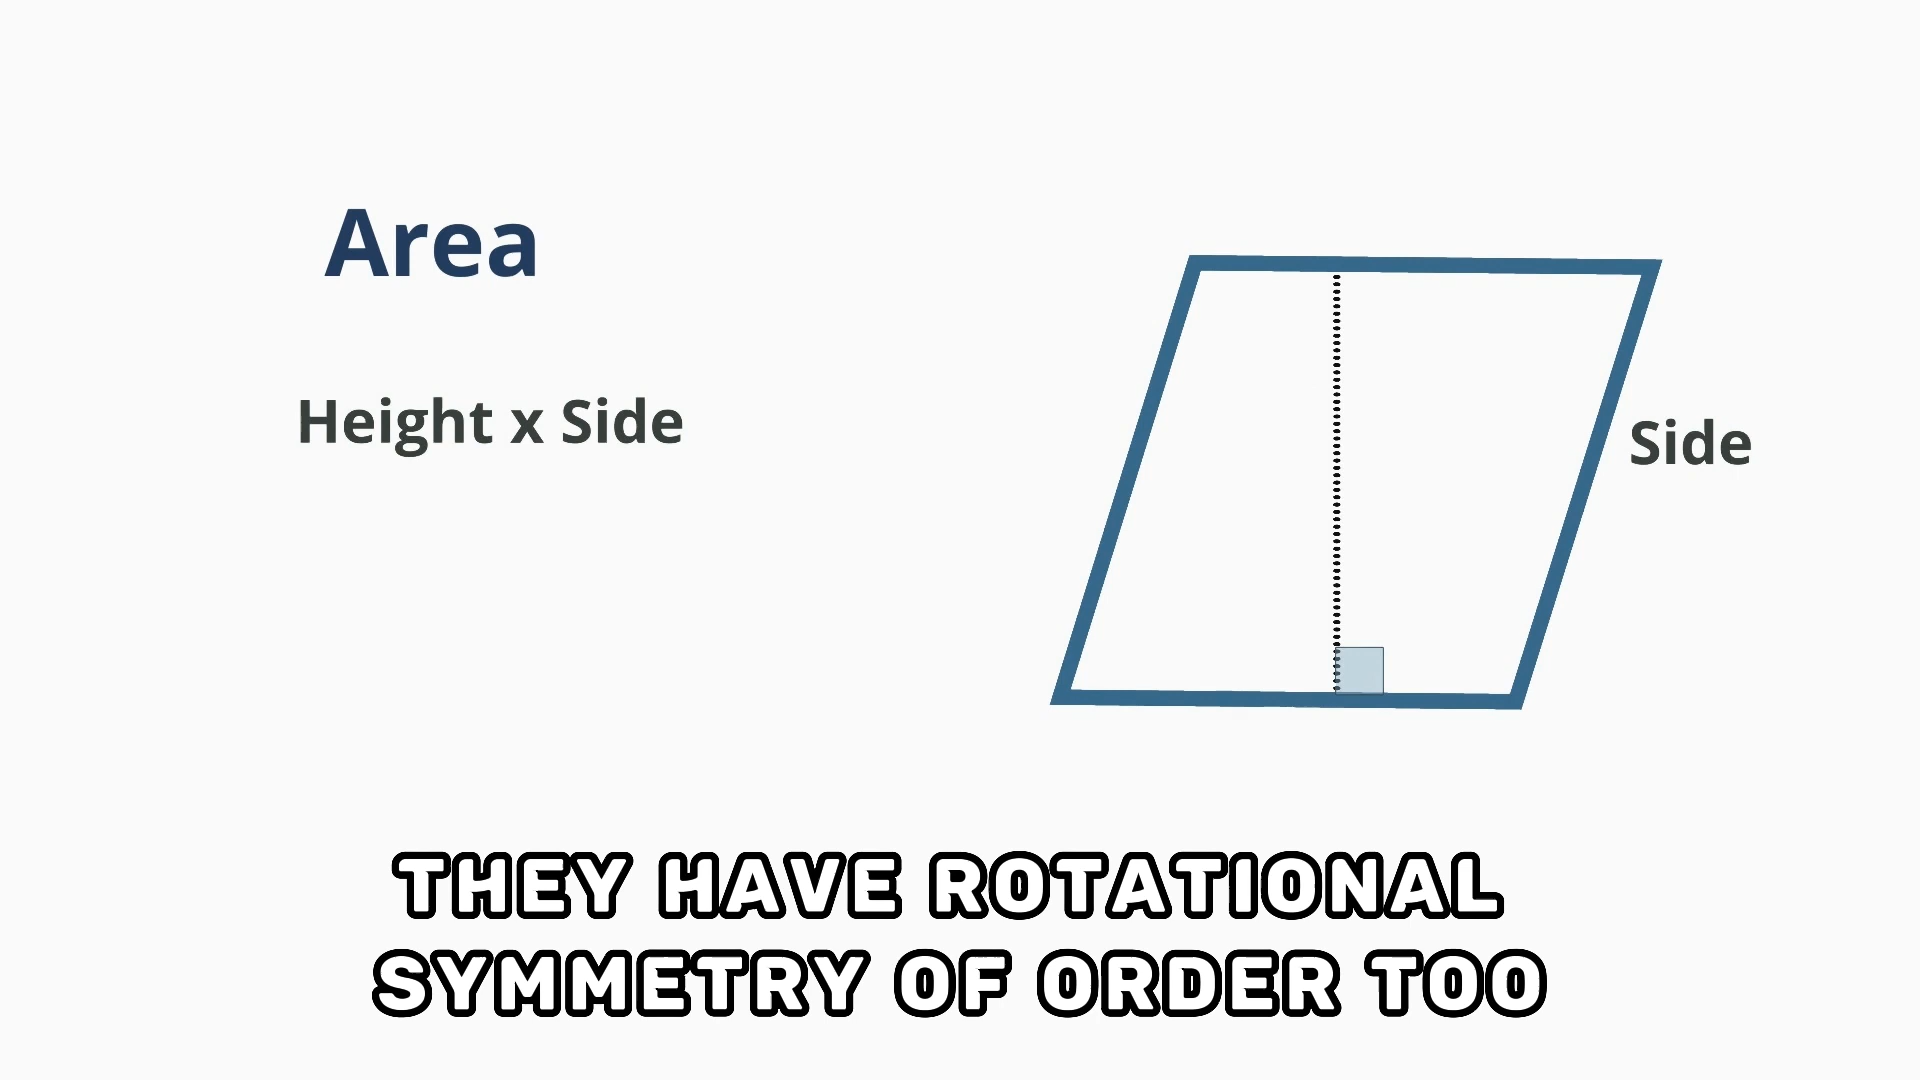 Area
Height x Side
Side
THEY HAVE ROTATIONAL
SYMMETRY OF ORDER TOO